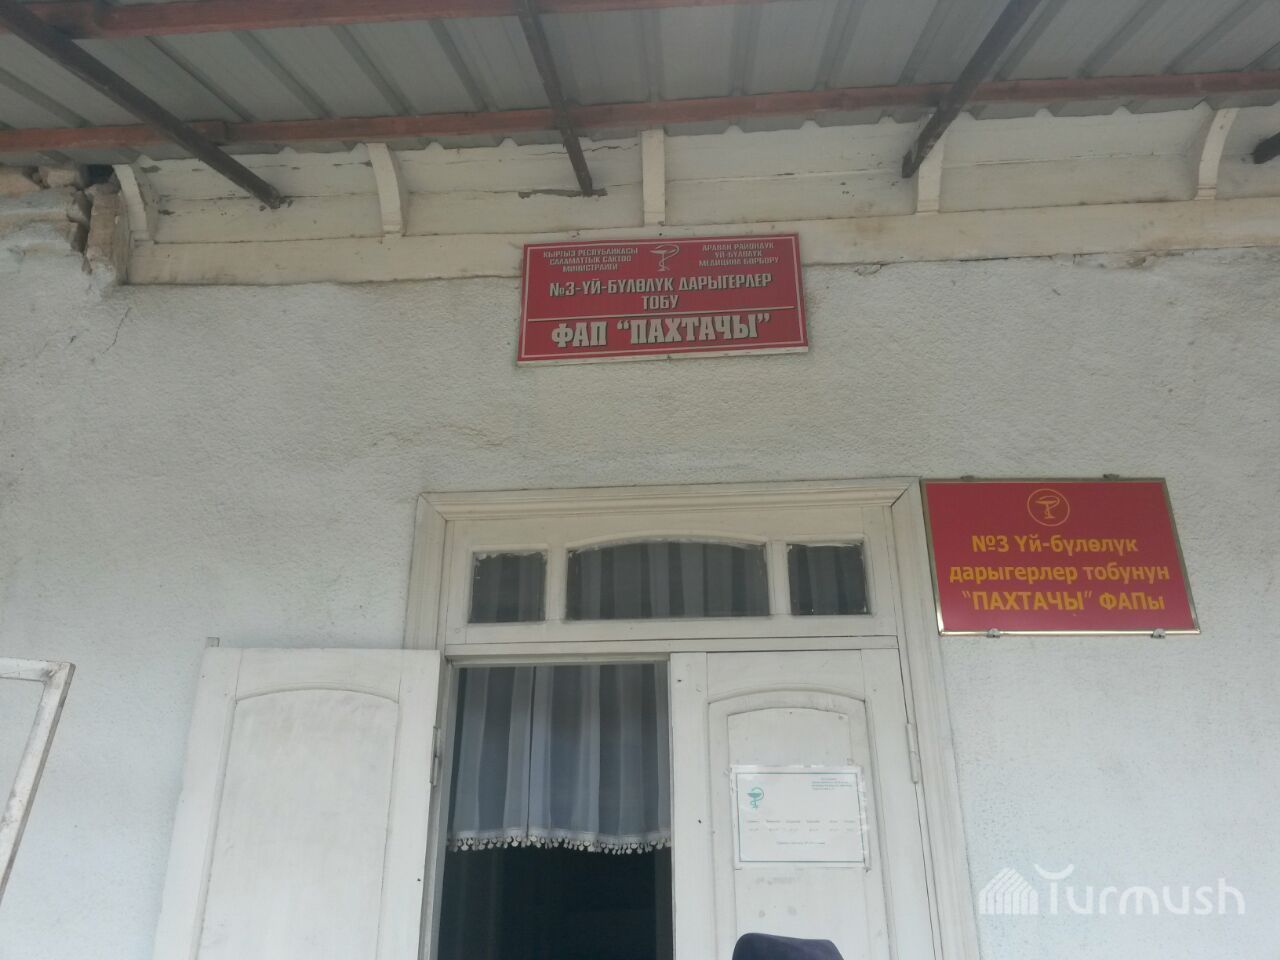 КЫРГЫЗ РЕСПУБЛИКАСЫ
САЛАМАТТЫК САКТОО
МИНИСТРЛИГИ
АРАВАН РАЙОНДУК
ҮЙ-БҮЛӨЛҮК
МЕДИЦИНА БОРБОРУ
№3-ҮЙ-БҮЛӨЛҮК ДАРЫГЕРЛЕР
ТОБУ
ФАП "ПАХТАЧЫ"
№3 Үй-бүлөлүк
дарыгерлер тобунун
"ПАХТАЧЫ" ФАПы
Turmush